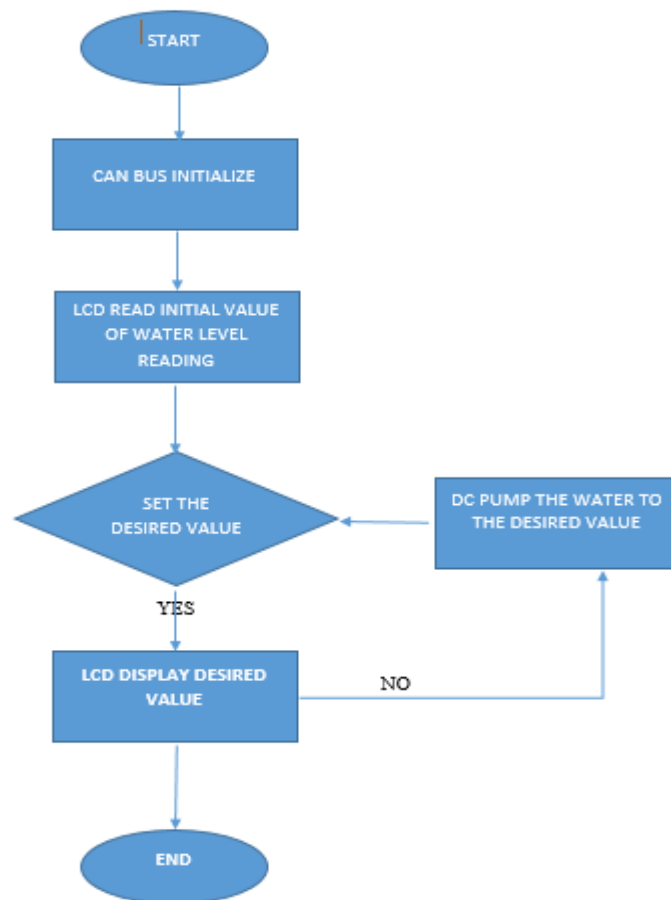 START
CAN BUS INITIALIZE
LCD READ INITIAL VALUE
OF WATER LEVEL
READING
SET THE
DESIRED VALUE
DC PUMP THE WATER TO
THE DESIRED VALUE
YES
LCD DISPLAY DESIRED
VALUE
NO
END